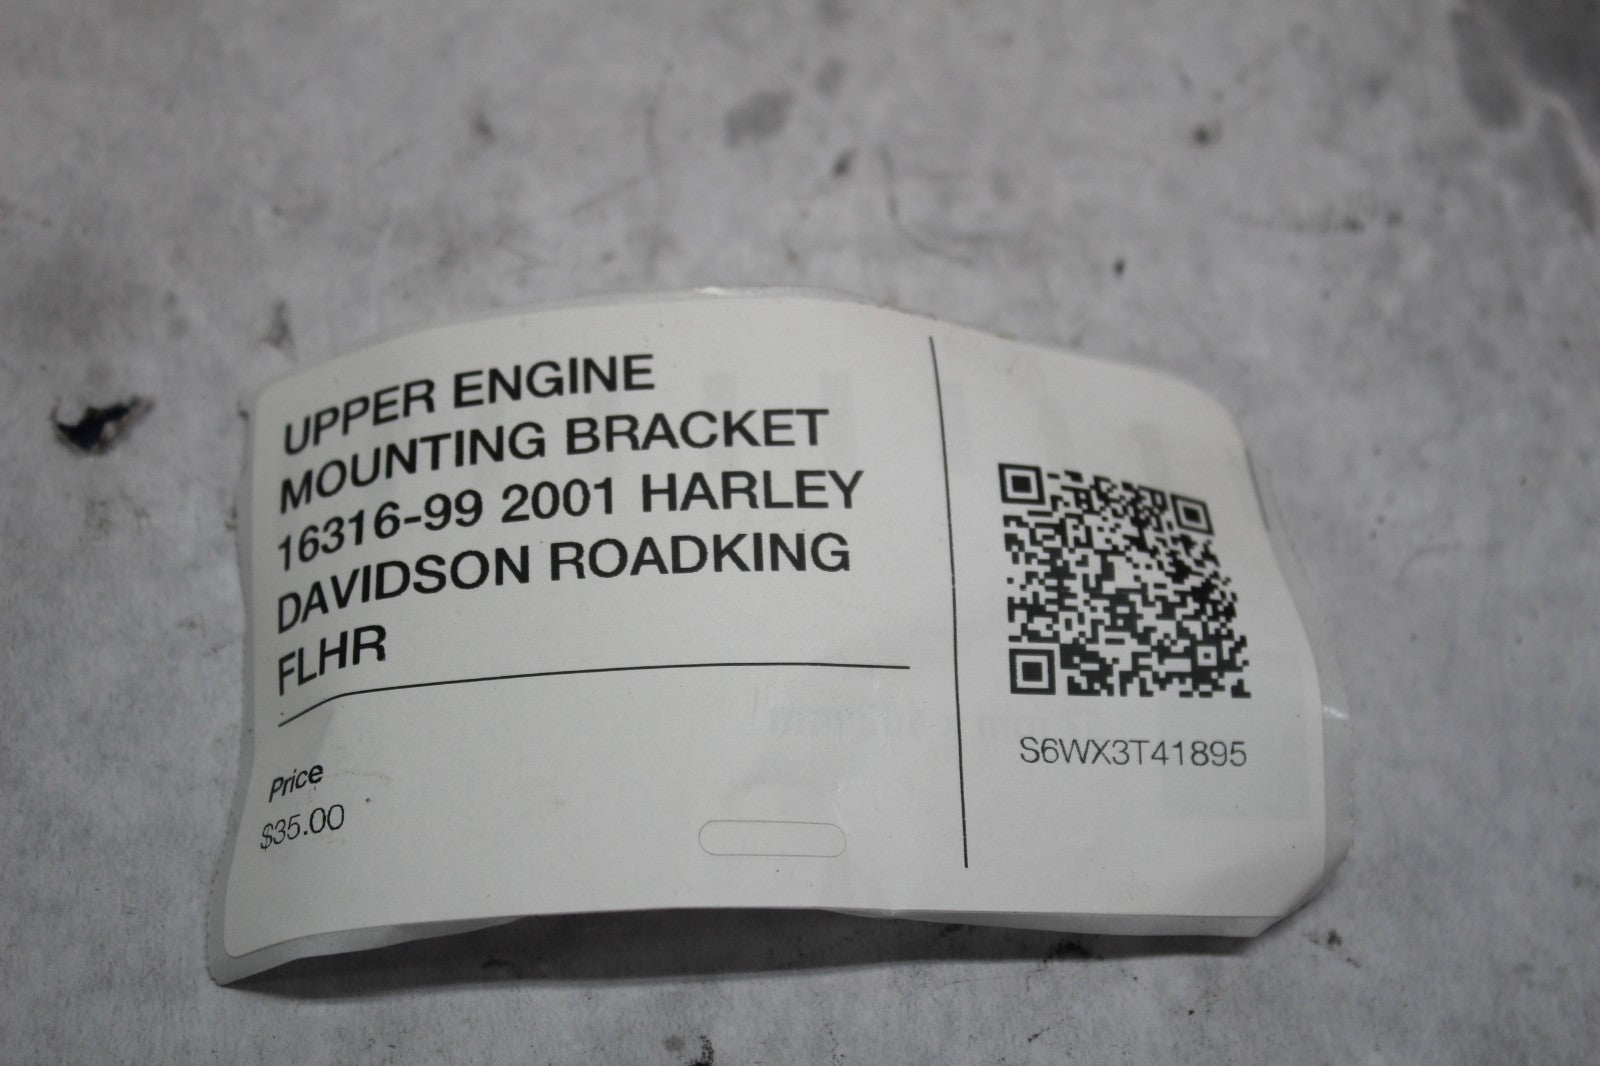 UPPER ENGINE
MOUNTING BRACKET
16316-99 2001 HARLEY
DAVIDSON ROADKING
FLHR
Price
$35.00
S6WX3T41895